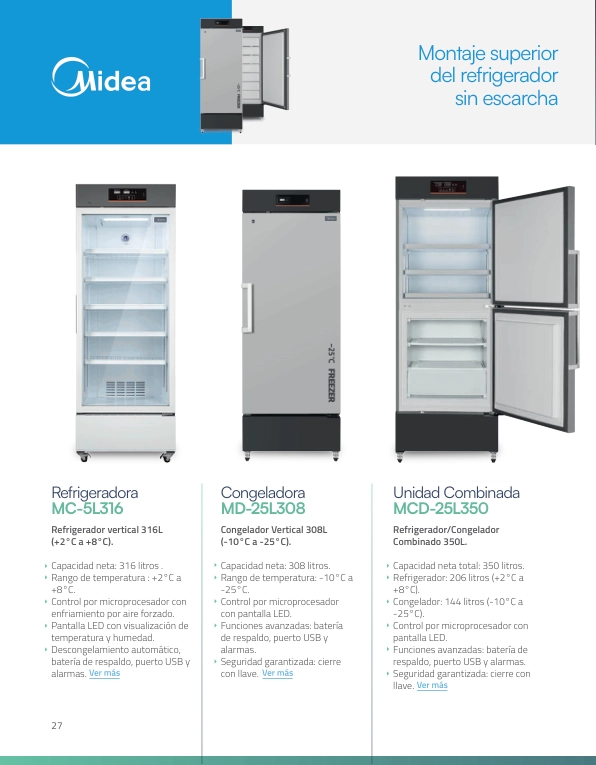 Midea
Montaje superior
del refrigerador
sin escarcha
-25°C FREEZER
Refrigeradora
MC-5L316
Refrigerador vertical 316L
(+2°C a +8°C).
Capacidad neta: 316 litros .
Rango de temperatura : +2°C a
+8°C.
Control por microprocesador con
enfriamiento por aire forzado.
Pantalla LED con visualización de
temperatura y humedad.
Descongelamiento automático,
batería de respaldo, puerto USB y
alarmas. Ver más
Congeladora
MD-25L308
Congelador Vertical 308L
(-10°C a -25°C).
Capacidad neta: 308 litros.
Rango de temperatura: -10°C a
-25°C.
Control por microprocesador
con pantalla LED.
Funciones avanzadas: batería
de respaldo, puerto USB y
alarmas.
Seguridad garantizada: cierre
con llave. Ver más
Unidad Combinada
MCD-25L350
Refrigerador/Congelador
Combinado 350L.
Capacidad neta total: 350 litros.
Refrigerador: 206 litros (+2°C a
+8°C).
Congelador: 144 litros (-10°C a
-25°C).
Control por microprocesador con
pantalla LED.
Funciones avanzadas: batería de
respaldo, puerto USB y alarmas.
Seguridad garantizada: cierre con
llave. Ver más
27